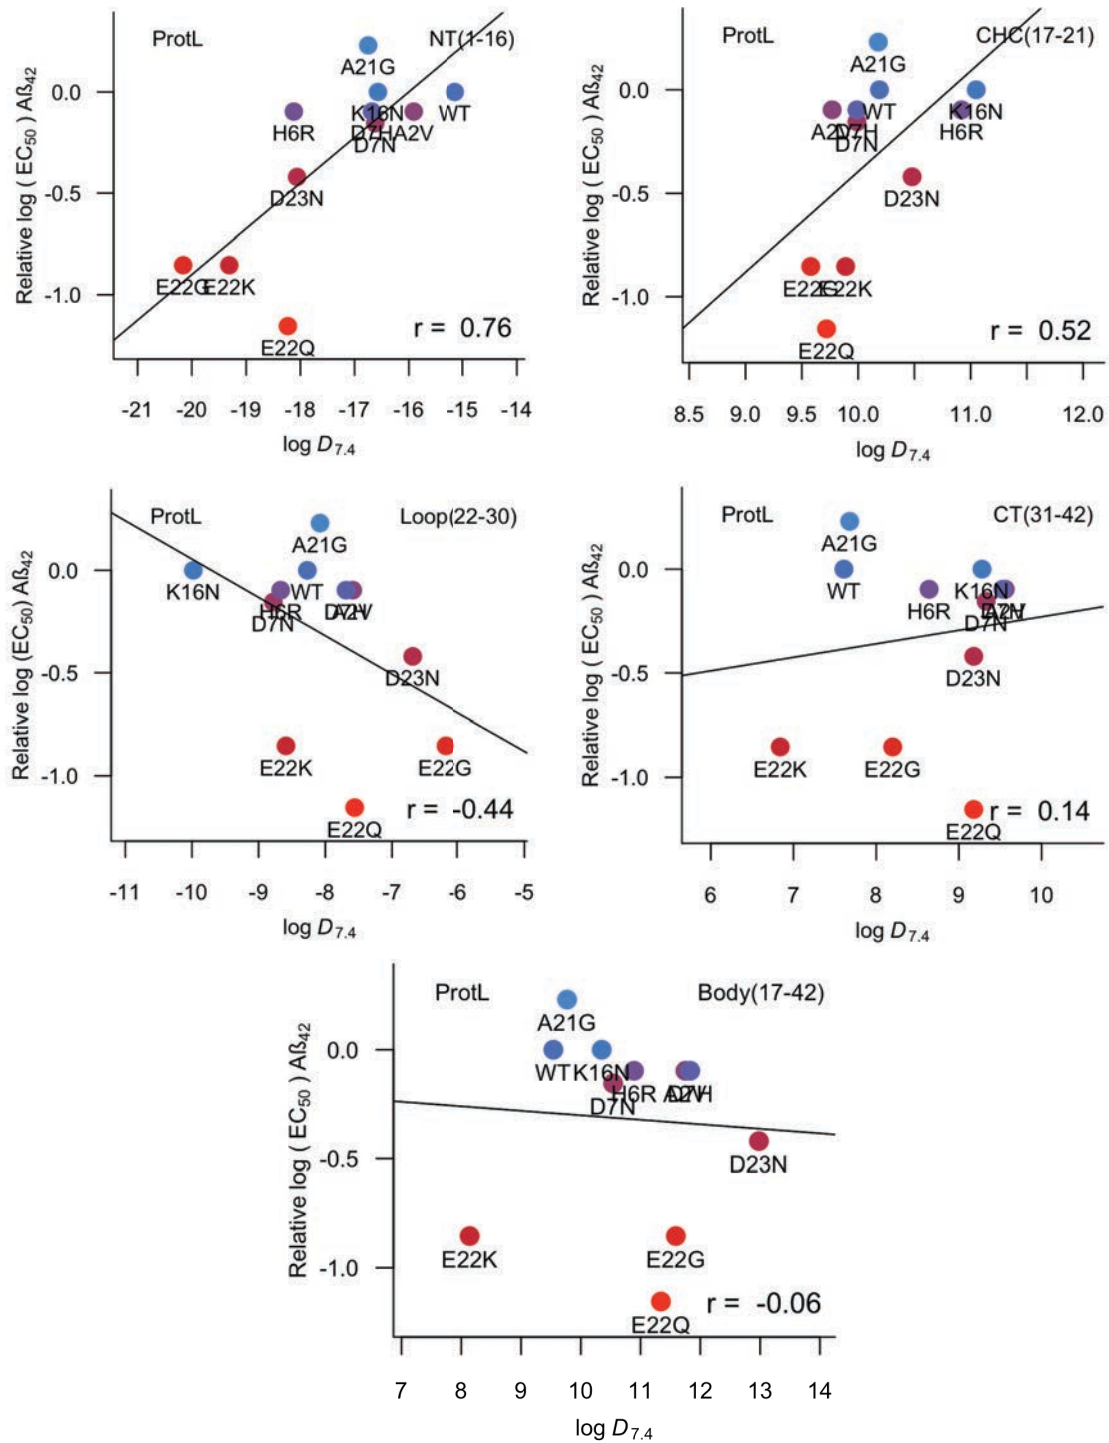 ProtL
NT(1-16)
A21G
K16N
WT
H6R
D7H
A2V
D7N
D23N
E22G
E22K
E22Q
r = 0.76
0.0
-0.5
-1.0
-21 -20 -19 -18 -17 -16 -15 -14
log D7.4
Relative log ( EC50 ) Aß42
ProtL
CHC(17-21)
A21G
WT
K16N
A2V
D7H
H6R
D7N
D23N
E22G
E22K
E22Q
r = 0.52
0.0
-0.5
-1.0
8.5 9.0 9.5 10.0 11.0 12.0
log D7.4
Relative log ( EC50 ) Aß42
ProtL
Loop(22-30)
A21G
K16N
WT
H6R
D7H
A2V
D7N
D23N
E22K
E22G
E22Q
r = -0.44
0.0
-0.5
-1.0
-11 -10 -9 -8 -7 -6 -5
log D7.4
Relative log (EC50) Aß42
ProtL
CT(31-42)
A21G
WT
K16N
H6R
D7H
A2V
D7N
D23N
E22K
E22G
E22Q
r = 0.14
0.0
-0.5
-1.0
6 7 8 9 10
log D7.4
Relative log ( EC50 ) Aß42
ProtL
Body(17-42)
A21G
WT
K16N
H6R
A2V
D7H
D7N
D23N
E22K
E22G
E22Q
r = -0.06
0.0
-0.5
-1.0
7 8 9 10 11 12 13 14
log D7.4
Relative log ( EC50 ) Aß42